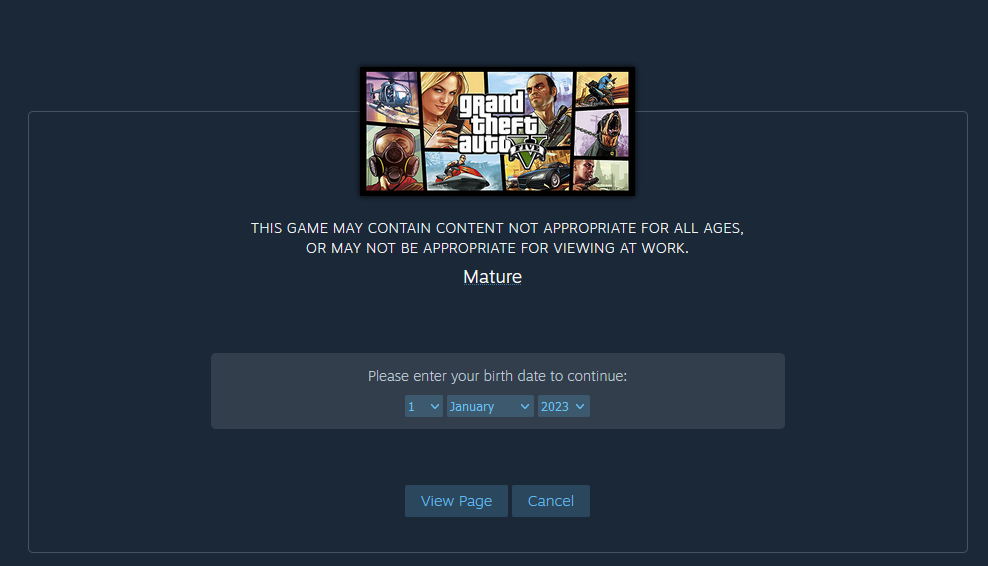 grand
theft
auto
FIVE
THIS GAME MAY CONTAIN CONTENT NOT APPROPRIATE FOR ALL AGES,
OR MAY NOT BE APPROPRIATE FOR VIEWING AT WORK.
Mature
Please enter your birth date to continue:
1 January 2023
View Page Cancel